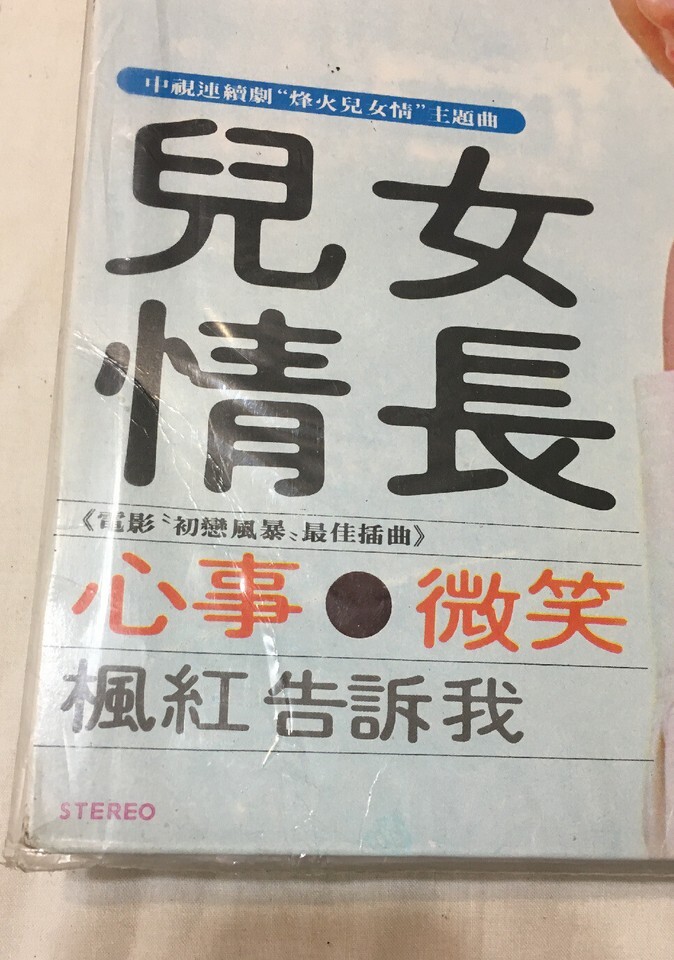 中視連續劇“烽火兒女情”主題曲
兒女
情長
《電影〝初戀風暴〞最佳插曲》
心事●微笑
楓紅告訴我
STEREO